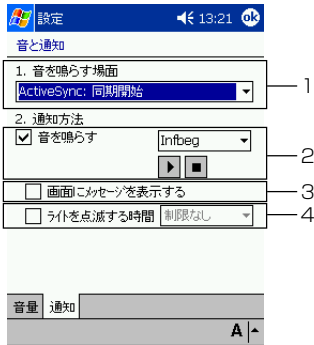 設定 13:21 ok
音と通知
1. 音を鳴らす場面
ActiveSync: 同期開始
1
2. 通知方法
音を鳴らす Infbeg
2
画面にメッセージを表示する
3
ライトを点滅する時間 制限なし
4
音量 通知
A